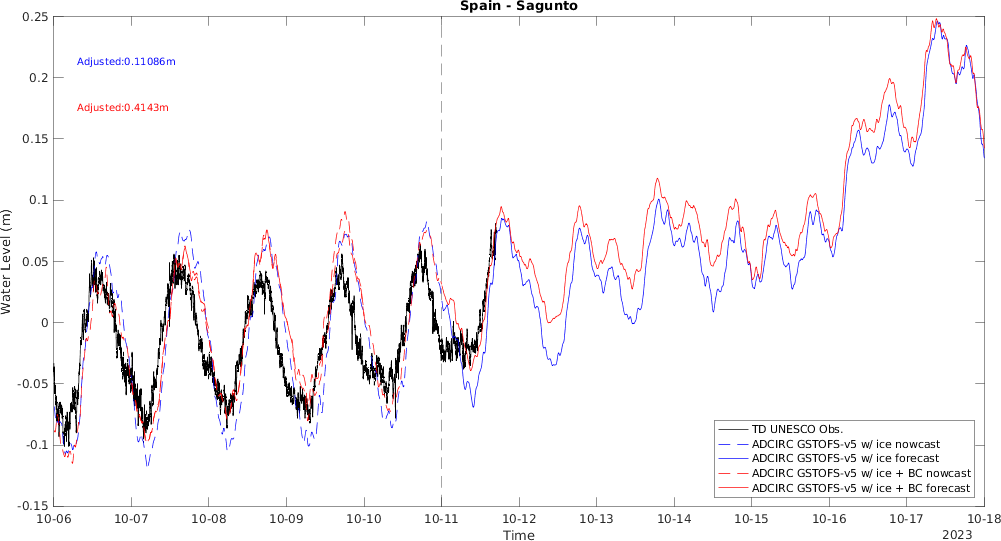 Spain - Sagunto
0.25
0.2
0.15
0.1
0.05
0
-0.05
-0.1
-0.15
Water Level (m)
Adjusted:0.11086m
Adjusted:0.4143m
TD UNESCO Obs.
ADCIRC GSTOFS-v5 w/ ice nowcast
ADCIRC GSTOFS-v5 w/ ice forecast
ADCIRC GSTOFS-v5 w/ ice + BC nowcast
ADCIRC GSTOFS-v5 w/ ice + BC forecast
10-06 10-07 10-08 10-09 10-10 10-11 10-12 10-13 10-14 10-15 10-16 10-17 10-18
Time 2023